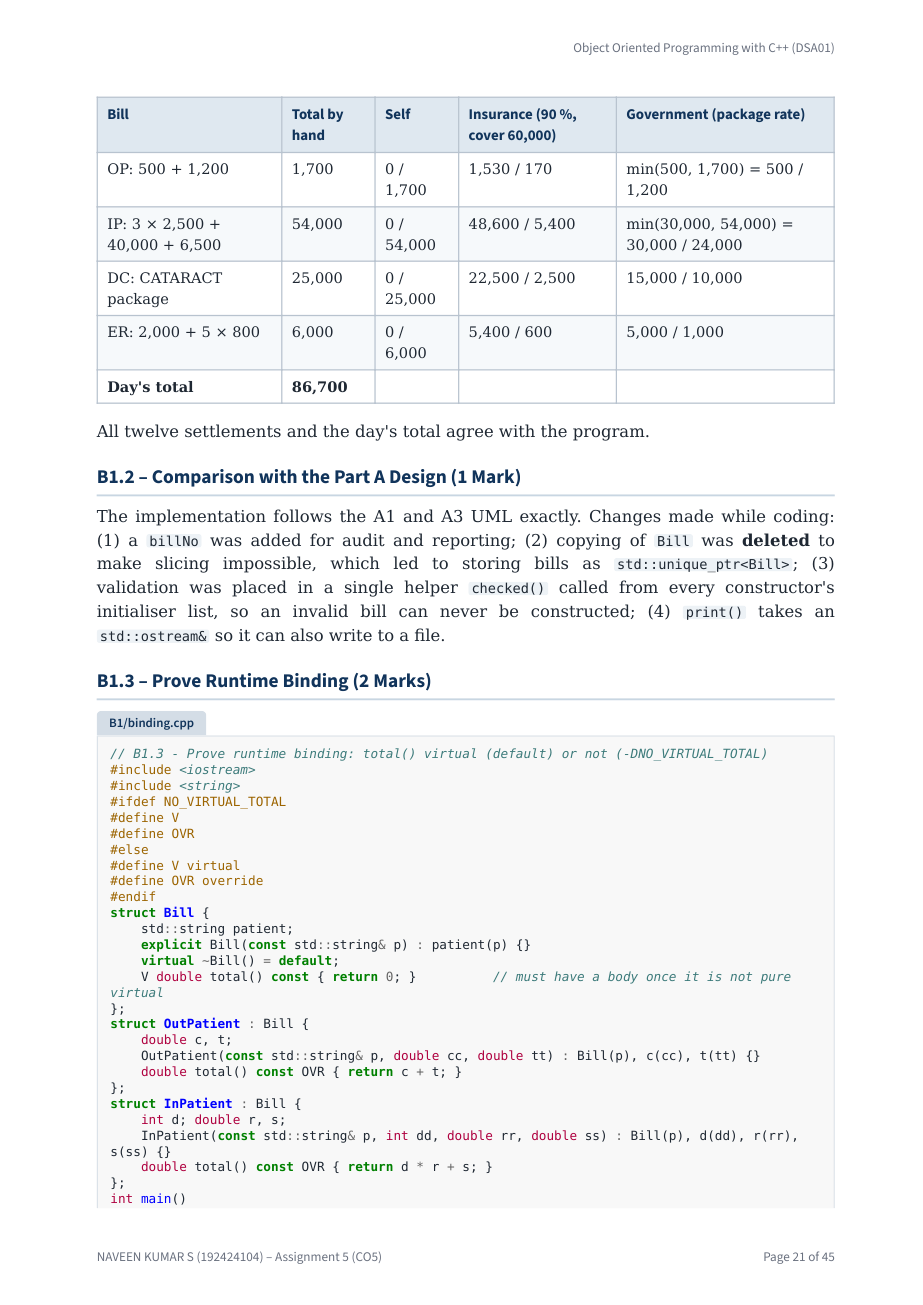 Object Oriented Programming with C++ (DSA01)
Bill
Total by
hand
Self
Insurance (90 %,
cover 60,000)
Government (package rate)
OP: 500 + 1,200
1,700
0 /
1,700
1,530 / 170
min(500, 1,700) = 500 /
1,200
IP: 3 × 2,500 +
40,000 + 6,500
54,000
0 /
54,000
48,600 / 5,400
min(30,000, 54,000) =
30,000 / 24,000
DC: CATARACT
package
25,000
0 /
25,000
22,500 / 2,500
15,000 / 10,000
ER: 2,000 + 5 × 800
6,000
0 /
6,000
5,400 / 600
5,000 / 1,000
Day's total
86,700
All twelve settlements and the day's total agree with the program.
B1.2 – Comparison with the Part A Design (1 Mark)
The implementation follows the A1 and A3 UML exactly. Changes made while coding:
(1) a billNo was added for audit and reporting; (2) copying of Bill was deleted to
make slicing impossible, which led to storing bills as std::unique_ptr<Bill>; (3)
validation was placed in a single helper checked() called from every constructor's
initialiser list, so an invalid bill can never be constructed; (4) print() takes an
std::ostream& so it can also write to a file.
B1.3 – Prove Runtime Binding (2 Marks)
B1/binding.cpp
// B1.3 - Prove runtime binding: total() virtual (default) or not (-DNO_VIRTUAL_TOTAL)
#include <iostream>
#include <string>
#ifdef NO_VIRTUAL_TOTAL
#define V
#define OVR
#else
#define V virtual
#define OVR override
#endif
struct Bill {
    std::string patient;
    explicit Bill(const std::string& p) : patient(p) {}
    virtual ~Bill() = default;
    V double total() const { return 0; }          // must have a body once it is not pure
virtual
};
struct OutPatient : Bill {
    double c, t;
    OutPatient(const std::string& p, double cc, double tt) : Bill(p), c(cc), t(tt) {}
    double total() const OVR { return c + t; }
};
struct InPatient : Bill {
    int d; double r, s;
    InPatient(const std::string& p, int dd, double rr, double ss) : Bill(p), d(dd), r(rr),
s(ss) {}
    double total() const OVR { return d * r + s; }
};
int main()
NAVEEN KUMAR S (192424104) – Assignment 5 (CO5)
Page 21 of 45